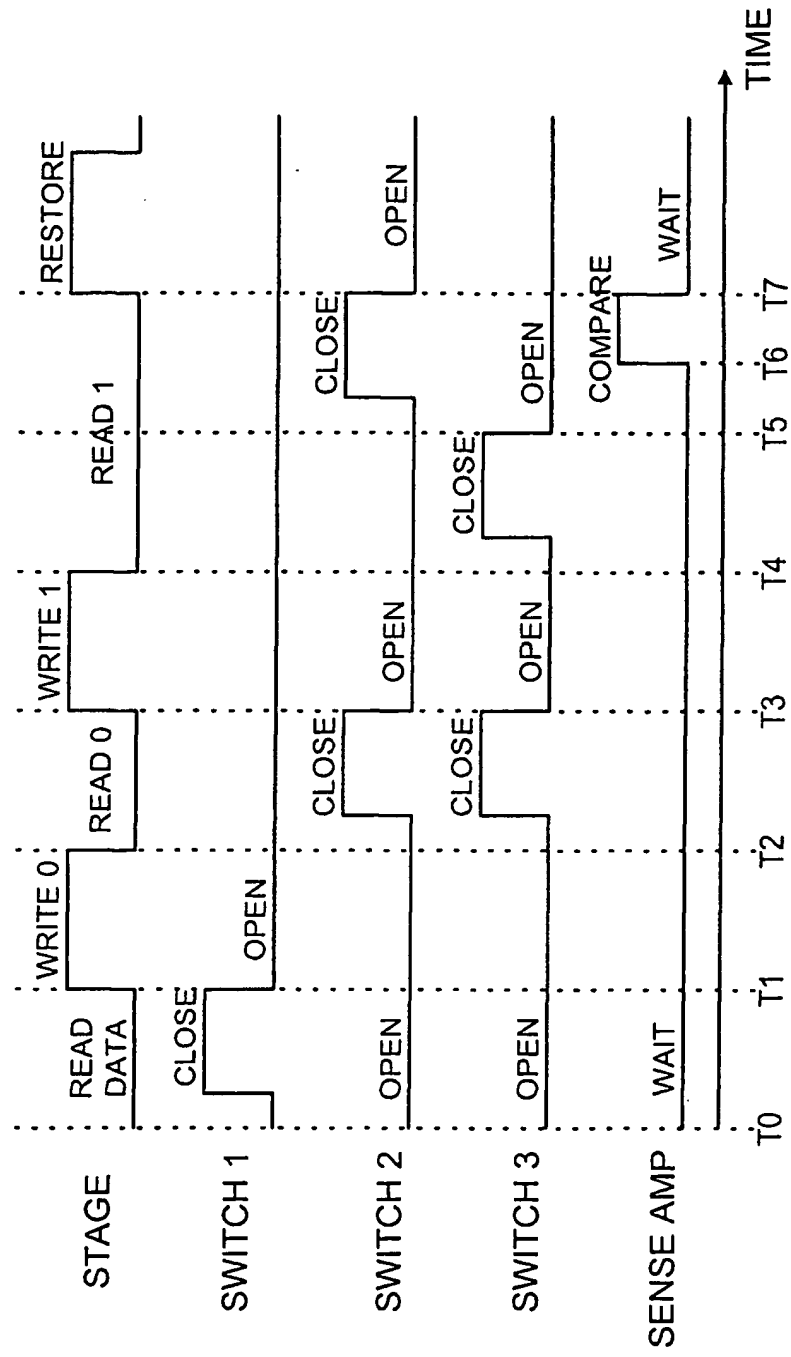 STAGE
READ
DATA
WRITE 0
READ 0
WRITE 1
READ 1
RESTORE
SWITCH 1
CLOSE
OPEN
SWITCH 2
OPEN
CLOSE
OPEN
CLOSE
OPEN
SWITCH 3
OPEN
CLOSE
OPEN
CLOSE
OPEN
SENSE AMP
WAIT
COMPARE
WAIT
T0 T1 T2 T3 T4 T5 T6 T7
TIME